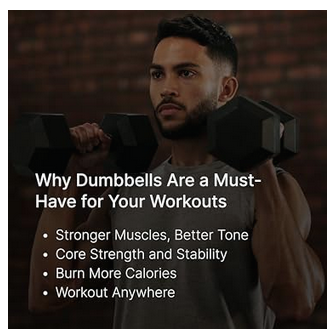 Why Dumbbells Are a Must-
Have for Your Workouts
• Stronger Muscles, Better Tone
• Core Strength and Stability
• Burn More Calories
• Workout Anywhere